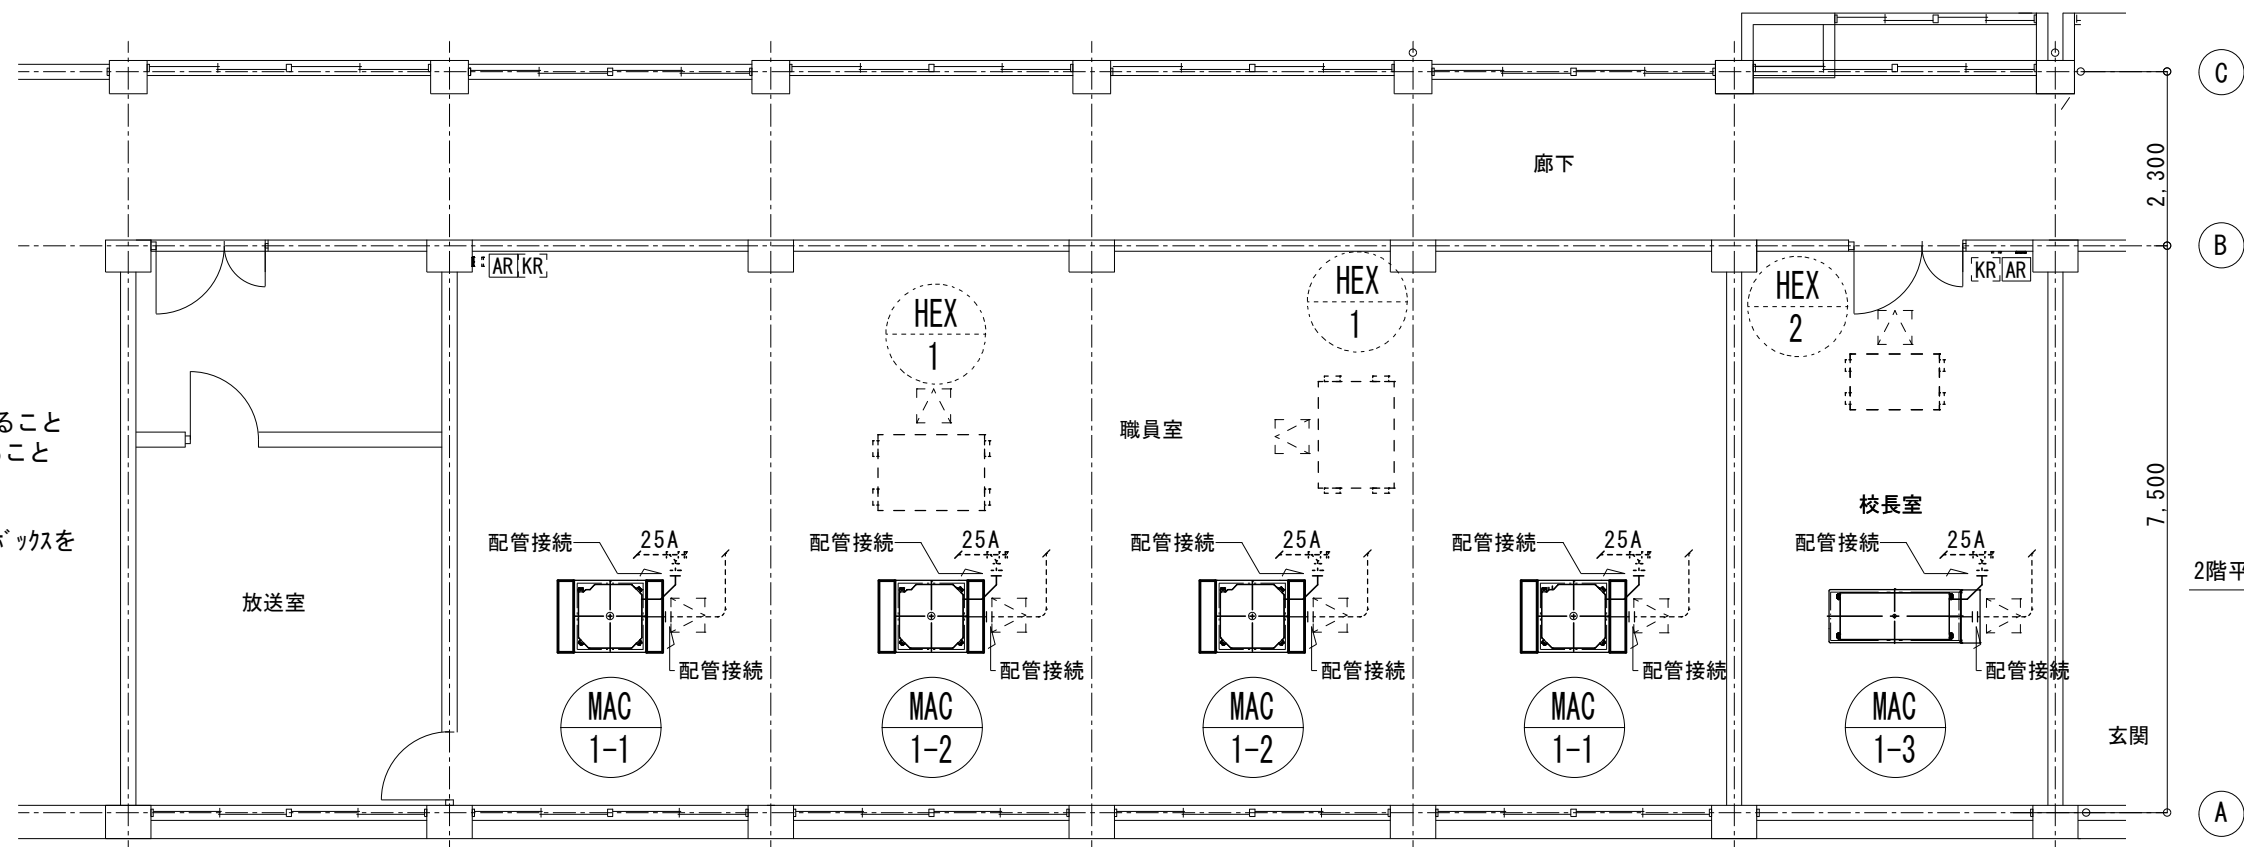 C
廊下
2,300
B
AR KR
HEX
1
HEX
1
HEX
2
KR AR
ること
職員室
こと
7,500
校長室
ボックスを
配管接続
25A
配管接続
25A
配管接続
25A
配管接続
25A
配管接続
25A
2階平
放送室
配管接続
配管接続
配管接続
配管接続
配管接続
MAC
1-1
MAC
1-2
MAC
1-2
MAC
1-1
MAC
1-3
玄関
A